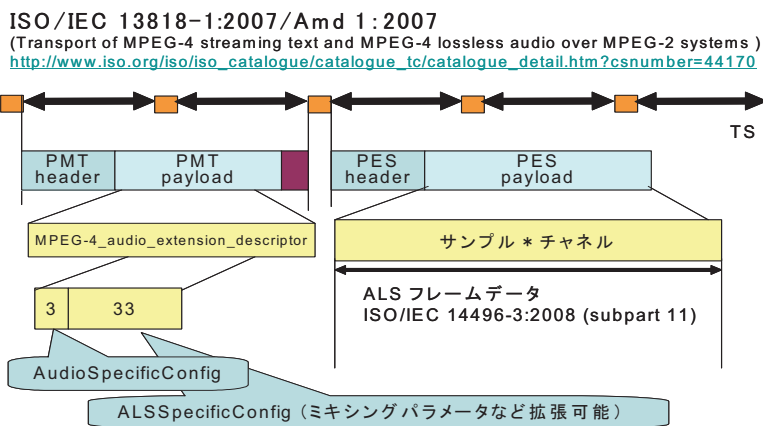 ISO/IEC 13818-1:2007/Amd 1:2007
(Transport of MPEG-4 streaming text and MPEG-4 lossless audio over MPEG-2 systems )
http://www.iso.org/iso/iso_catalogue/catalogue_tc/catalogue_detail.htm?csnumber=44170
TS
PMT
header
PMT
payload
PES
header
PES
payload
MPEG-4_audio_extension_descriptor
サンプル * チャネル
3
33
ALS フレームデータ
ISO/IEC 14496-3:2008 (subpart 11)
AudioSpecificConfig
ALSSpecificConfig (ミキシングパラメータなど拡張可能)